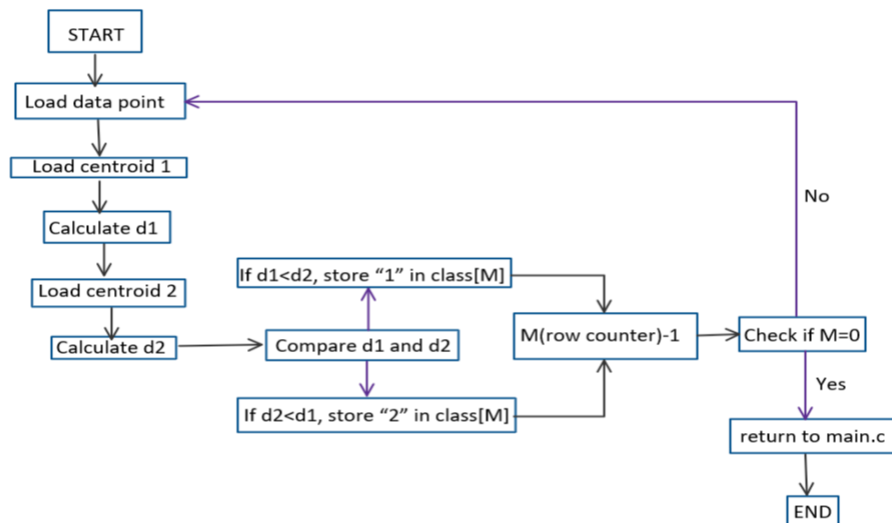 START
Load data point
Load centroid 1
Calculate d1
Load centroid 2
Calculate d2
Compare d1 and d2
If d1<d2, store “1” in class[M]
If d2<d1, store “2” in class[M]
M(row counter)-1
Check if M=0
No
Yes
return to main.c
END